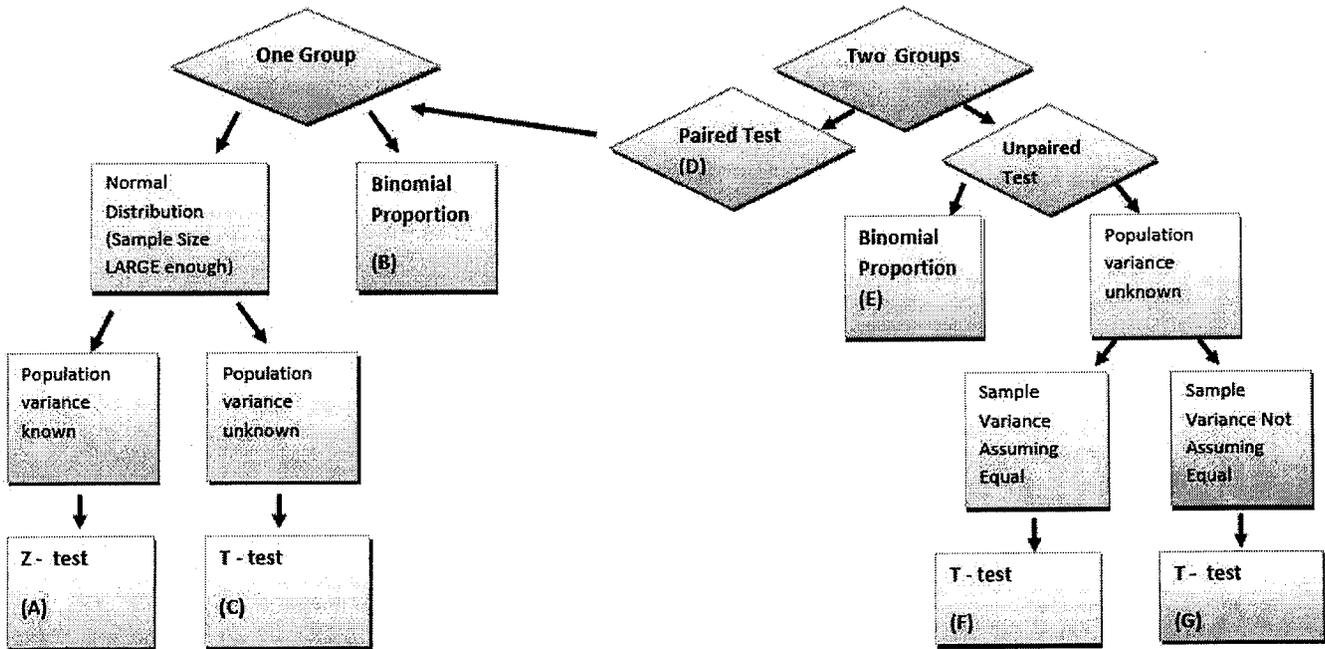 One Group
Two Groups
Paired Test
(D)
Unpaired
Test
Normal
Distribution
(Sample Size
LARGE enough)
Binomial
Proportion
(B)
Binomial
Proportion
(E)
Population
variance
unknown
Population
variance
known
Population
variance
unknown
Sample
Variance
Assuming
Equal
Sample
Variance Not
Assuming
Equal
Z - test
(A)
T - test
(C)
T - test
(F)
T - test
(G)